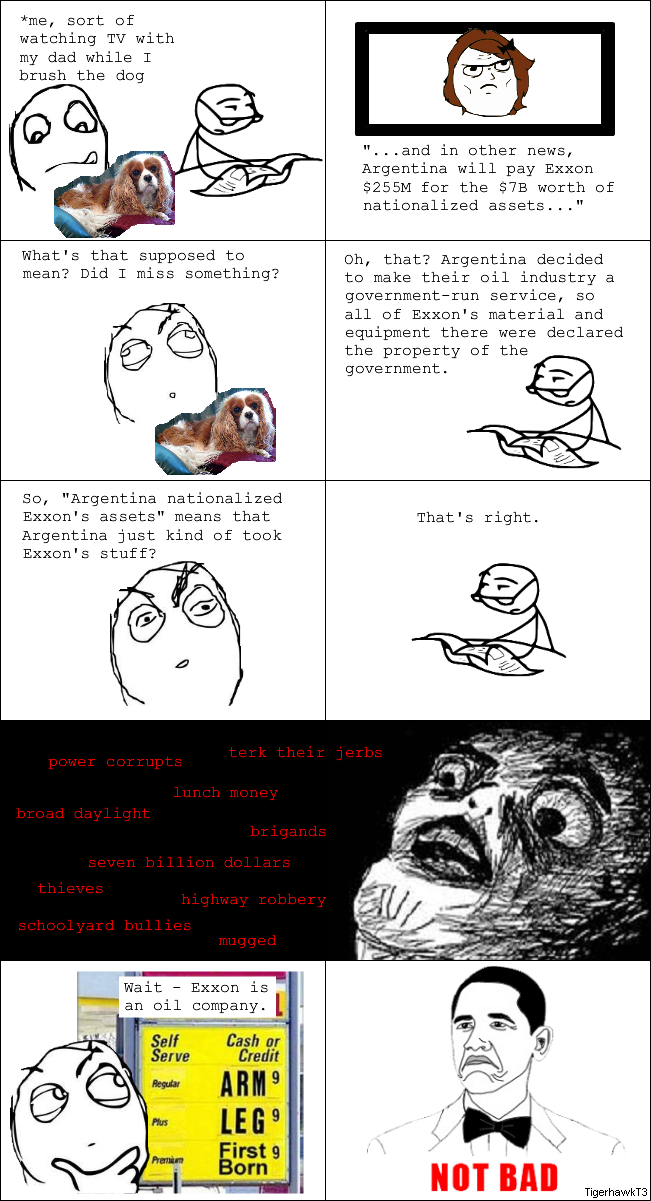 *me, sort of
watching TV with
my dad while I
brush the dog
"...and in other news,
Argentina will pay Exxon
$255M for the $7B worth of
nationalized assets..."
What's that supposed to
mean? Did I miss something?
Oh, that? Argentina decided
to make their oil industry a
government-run service, so
all of Exxon's material and
equipment there were declared
the property of the
government.
So, "Argentina nationalized
Exxon's assets" means that
Argentina just kind of took
Exxon's stuff?
That's right.
terk their jerbs
power corrupts
lunch money
broad daylight
brigands
seven billion dollars
thieves
highway robbery
schoolyard bullies
mugged
Wait - Exxon is
an oil company.
Self Serve
Cash or Credit
Regular ARM 9
Plus LEG 9
Premium First Born 9
NOT BAD
TigerhawkT3